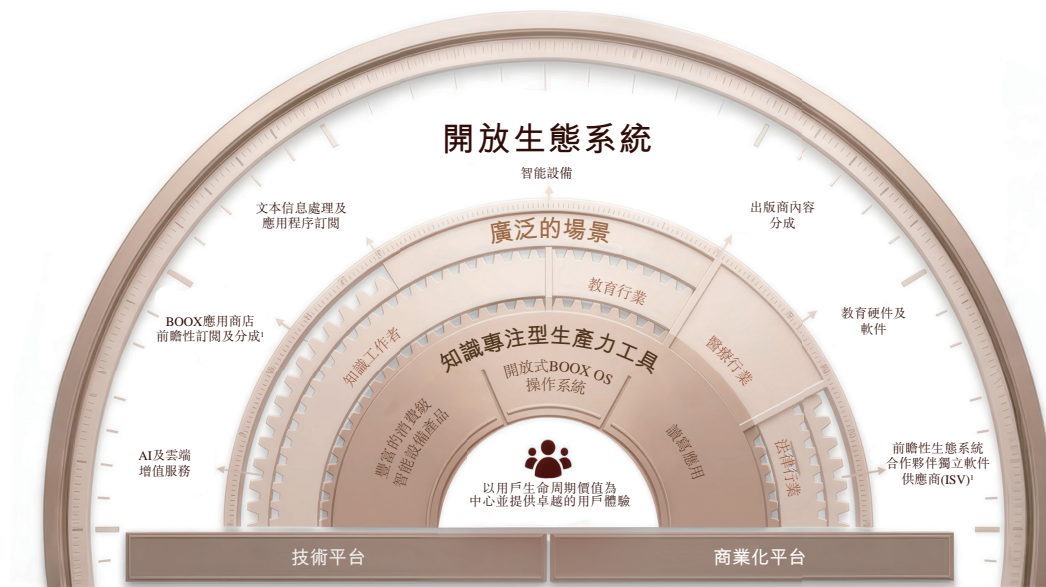 開放生態系統
智能設備
文本信息處理及
應用程序訂閱
出版商內容
分成
廣泛的場景
BOOX應用商店
前瞻性訂閱及分成¹
教育硬件及
軟件
教育行業
知識工作者
醫療行業
知識專注型生產力工具
開放式BOOX OS
操作系統
豐富的消費級
智能設備產品
讀寫應用
法律行業
AI及雲端
增值服務
前瞻性生態系統
合作夥伴獨立軟件
供應商(ISV)¹
以用戶生命周期價值為
中心並提供卓越的用戶體驗
技術平台
商業化平台